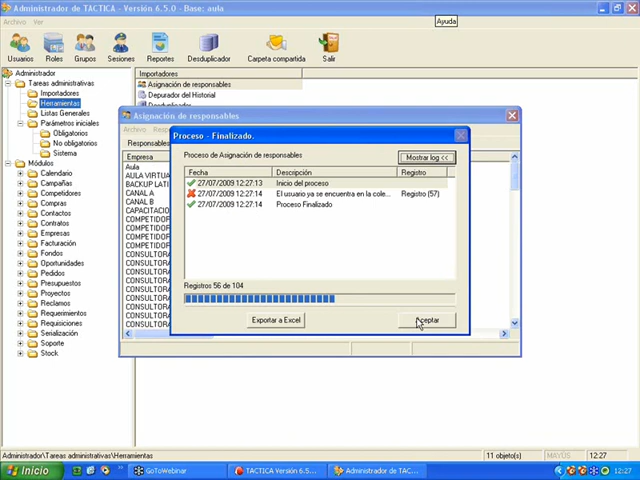 Administrador de TACTICA - Versión 6.5.0 - Base: aula
Archivo Ver
Ayuda
Usuarios Roles Grupos Sesiones Reportes Desduplicador Carpeta compartida Salir
Administrador
Tareas administrativas
Importadores
Herramientas
Listas Generales
Parámetros iniciales
Obligatorios
No obligatorios
Sistema
Módulos
Calendario
Campañas
Competidores
Compras
Contactos
Contratos
Empresas
Facturación
Fondos
Oportunidades
Pedidos
Presupuestos
Proyectos
Reclamos
Requerimientos
Requisiciones
Serialización
Soporte
Stock
Importadores
Asignación de responsables
Depurador del Historial
Desduplicador
Asignación de responsables
Archivo
Responsables
Empresa
Aula
AULA VIRTUA
BACKUP LATI
CANAL A
CANAL B
CAPACITACIO
COMPETIDOR
COMPETIDOR
COMPETIDOR
CONSULTORA
CONSULTORA
CONSULTORA
CONSULTORA
CONSULTORA
CONSULTORA
CONSULTORA
CONSULTORA
CONSULTORA
Proceso - Finalizado.
Proceso de Asignación de responsables
Mostrar log <<
Fecha Descripción Registro
27/07/2009 12:27:13 Inicio del proceso
27/07/2009 12:27:14 El usuario ya se encuentra en la cole... Registro (57)
27/07/2009 12:27:14 Proceso Finalizado
Registros 56 de 104
Exportar a Excel
Aceptar
Administrador\Tareas administrativas\Herramientas
11 objeto(s) MAYÚS 12:27
Inicio
GoToWebinar
TACTICA Versión 6.5...
Administrador de TAC...
12:27